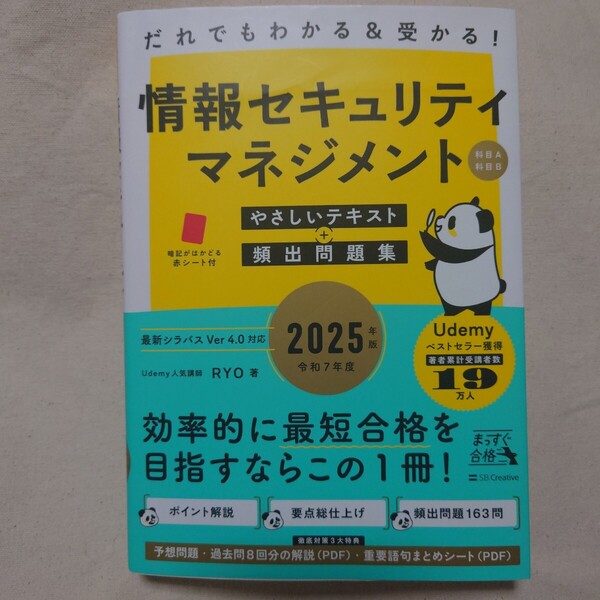 だれでもわかる&受かる!
情報セキュリティ
マネジメント
科目A
科目B
やさしいテキスト
+
頻出問題集
暗記がはかどる
赤シート付
最新シラバス Ver 4.0 対応
2025年版
令和7年度
Udemy人気講師 RYO 著
Udemy
ベストセラー獲得
著者累計受講者数
19
万人
効率的に最短合格を
目指すならこの1冊!
まっすぐ
合格
SB Creative
ポイント解説
要点総仕上げ
頻出問題163問
徹底対策3大特典
予想問題・過去問8回分の解説(PDF)・重要語句まとめシート(PDF)